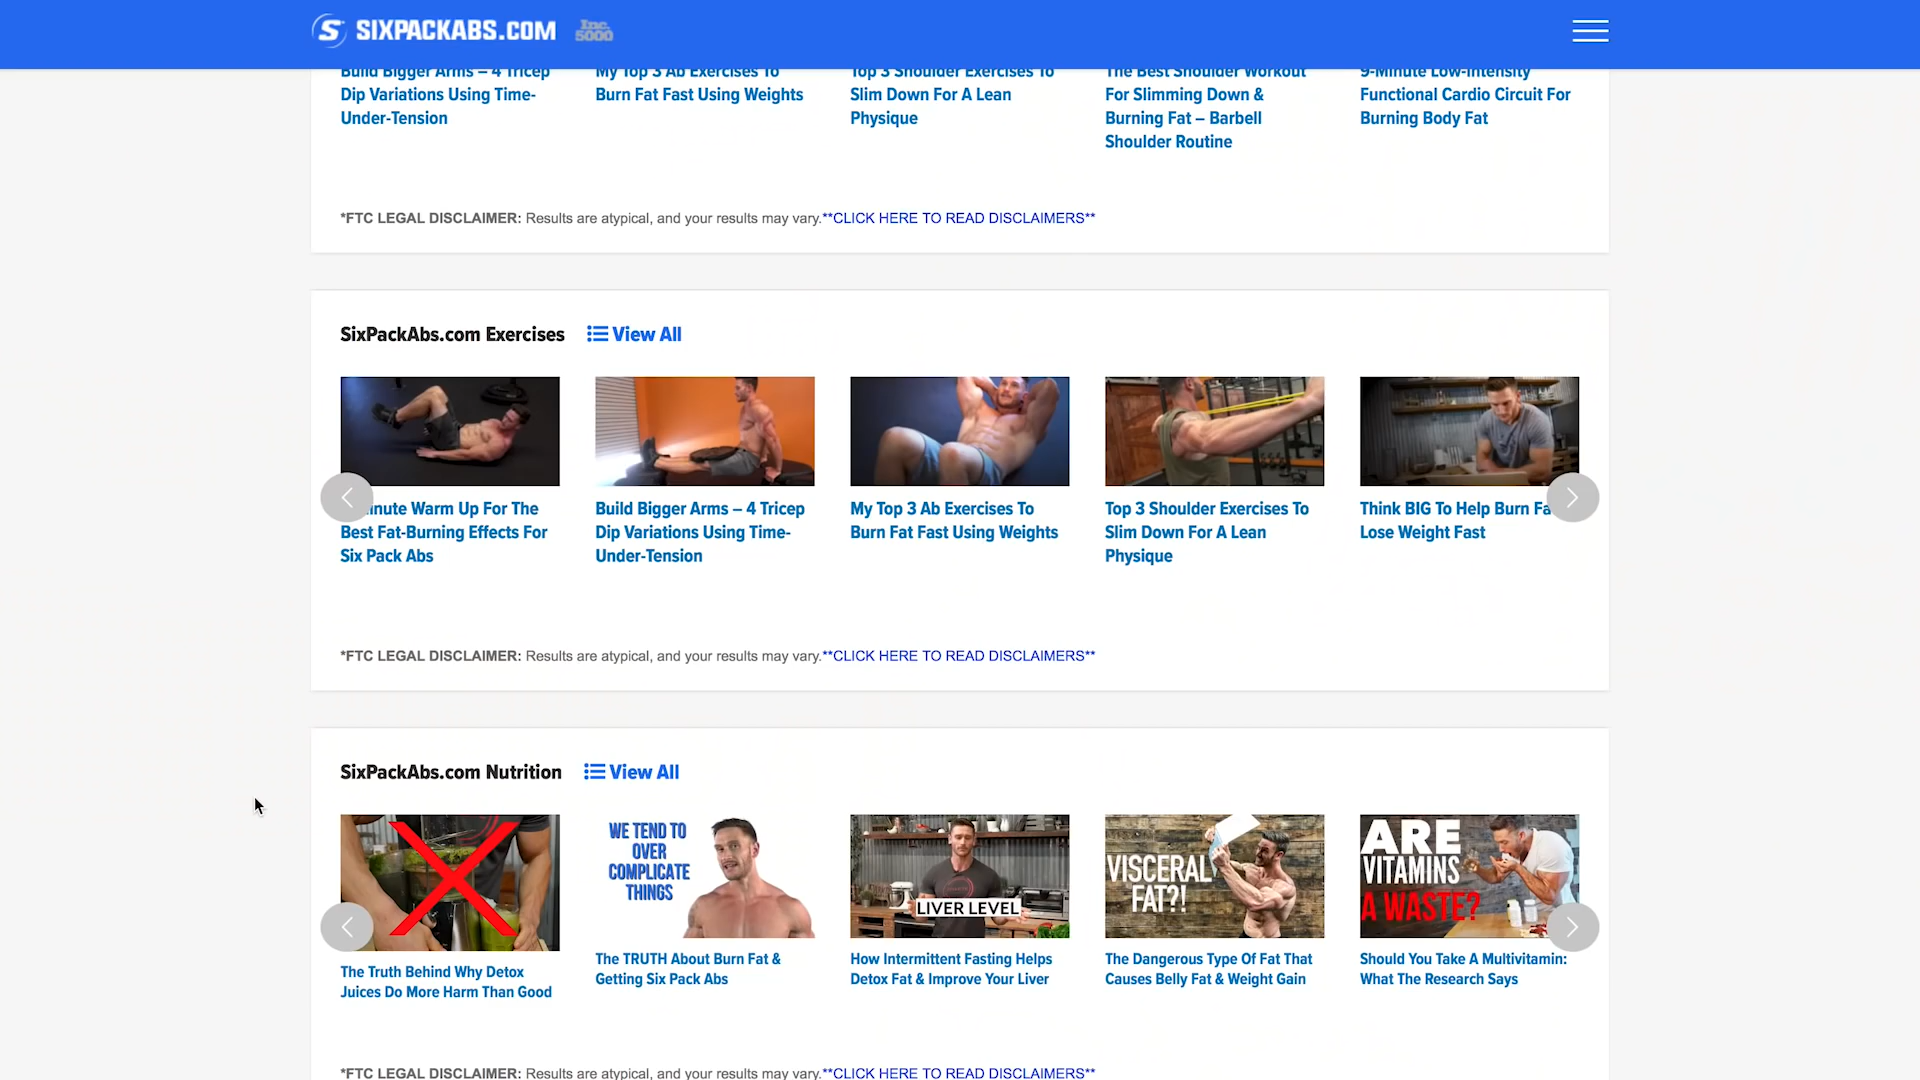 SIXPACKABS.COM Inc. 5000
Build Bigger Arms – 4 Tricep
Dip Variations Using Time-
Under-Tension
My Top 3 Ab Exercises To
Burn Fat Fast Using Weights
Top 3 Shoulder Exercises To
Slim Down For A Lean
Physique
The Best Shoulder Workout
For Slimming Down &
Burning Fat – Barbell
Shoulder Routine
9-Minute Low-Intensity
Functional Cardio Circuit For
Burning Body Fat
*FTC LEGAL DISCLAIMER: Results are atypical, and your results may vary.**CLICK HERE TO READ DISCLAIMERS**
SixPackAbs.com Exercises View All
inute Warm Up For The
Best Fat-Burning Effects For
Six Pack Abs
Build Bigger Arms – 4 Tricep
Dip Variations Using Time-
Under-Tension
My Top 3 Ab Exercises To
Burn Fat Fast Using Weights
Top 3 Shoulder Exercises To
Slim Down For A Lean
Physique
Think BIG To Help Burn Fa
Lose Weight Fast
*FTC LEGAL DISCLAIMER: Results are atypical, and your results may vary.**CLICK HERE TO READ DISCLAIMERS**
SixPackAbs.com Nutrition View All
WE TEND TO
OVER
COMPLICATE
THINGS
LIVER LEVEL
VISCERAL
FAT?!
ARE
VITAMINS
A WASTE?
The Truth Behind Why Detox
Juices Do More Harm Than Good
The TRUTH About Burn Fat &
Getting Six Pack Abs
How Intermittent Fasting Helps
Detox Fat & Improve Your Liver
The Dangerous Type Of Fat That
Causes Belly Fat & Weight Gain
Should You Take A Multivitamin:
What The Research Says
*FTC LEGAL DISCLAIMER: Results are atypical, and your results may vary.**CLICK HERE TO READ DISCLAIMERS**